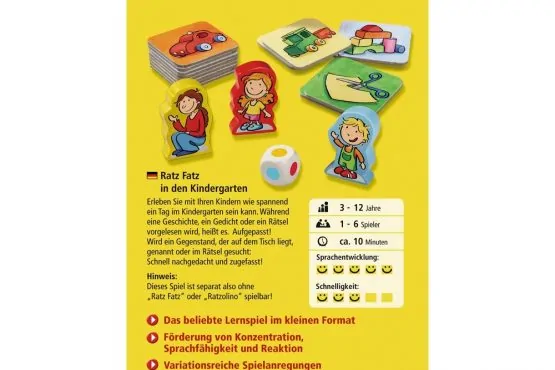 Ratz Fatz
in den Kindergarten
Erleben Sie mit Ihren Kindern wie spannend
ein Tag im Kindergarten sein kann. Während
eine Geschichte, ein Gedicht oder ein Rätsel
vorgelesen wird, heißt es. Aufgepasst!
Wird ein Gegenstand, der auf dem Tisch liegt,
genannt oder im Rätsel gesucht:
Schnell nachgedacht und zugefasst!
Hinweis:
Dieses Spiel ist separat also ohne
„Ratz Fatz" oder „Ratzolino" spielbar!
3 - 12 Jahre
1 - 6 Spieler
ca. 10 Minuten
Sprachentwicklung:
Schnelligkeit:
Das beliebte Lernspiel im kleinen Format
Förderung von Konzentration,
Sprachfähigkeit und Reaktion
Variationsreiche Spielanregungen